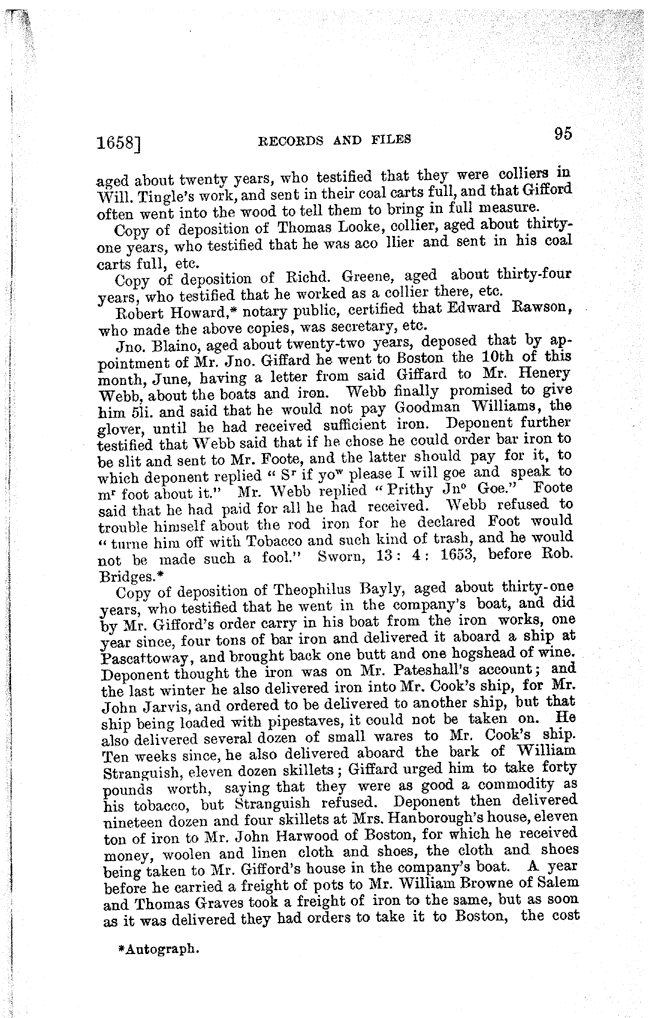 1658] RECORDS AND FILES 95
aged about twenty years, who testified that they were colliers in
Will. Tingle's work, and sent in their coal carts full, and that Gifford
often went into the wood to tell them to bring in full measure.
Copy of deposition of Thomas Looke, collier, aged about thirty-
one years, who testified that he was aco llier and sent in his coal
carts full, etc.
Copy of deposition of Richd. Greene, aged about thirty-four
years, who testified that he worked as a collier there, etc.
Robert Howard,* notary public, certified that Edward Rawson,
who made the above copies, was secretary, etc.
Jno. Blaino, aged about twenty-two years, deposed that by ap-
pointment of Mr. Jno. Giffard he went to Boston the 10th of this
month, June, having a letter from said Giffard to Mr. Henery
Webb, about the boats and iron. Webb finally promised to give
him 5li. and said that he would not pay Goodman Williams, the
glover, until he had received sufficient iron. Deponent further
testified that Webb said that if he chose he could order bar iron to
be slit and sent to Mr. Foote, and the latter should pay for it, to
which deponent replied "Sʳ if yoʷ please I will goe and speak to
mʳ foot about it." Mr. Webb replied "Prithy Jnᵒ Goe." Foote
said that he had paid for all he had received. Webb refused to
trouble himself about the rod iron for he declared Foot would
"turne him off with Tobacco and such kind of trash, and he would
not be made such a fool." Sworn, 13 : 4 : 1653, before Rob.
Bridges.*
Copy of deposition of Theophilus Bayly, aged about thirty-one
years, who testified that he went in the company's boat, and did
by Mr. Gifford's order carry in his boat from the iron works, one
year since, four tons of bar iron and delivered it aboard a ship at
Pascattoway, and brought back one butt and one hogshead of wine.
Deponent thought the iron was on Mr. Pateshall's account; and
the last winter he also delivered iron into Mr. Cook's ship, for Mr.
John Jarvis, and ordered to be delivered to another ship, but that
ship being loaded with pipestaves, it could not be taken on. He
also delivered several dozen of small wares to Mr. Cook's ship.
Ten weeks since, he also delivered aboard the bark of William
Stranguish, eleven dozen skillets; Giffard urged him to take forty
pounds worth, saying that they were as good a commodity as
his tobacco, but Stranguish refused. Deponent then delivered
nineteen dozen and four skillets at Mrs. Hanborough's house, eleven
ton of iron to Mr. John Harwood of Boston, for which he received
money, woolen and linen cloth and shoes, the cloth and shoes
being taken to Mr. Gifford's house in the company's boat. A year
before he carried a freight of pots to Mr. William Browne of Salem
and Thomas Graves took a freight of iron to the same, but as soon
as it was delivered they had orders to take it to Boston, the cost
*Autograph.